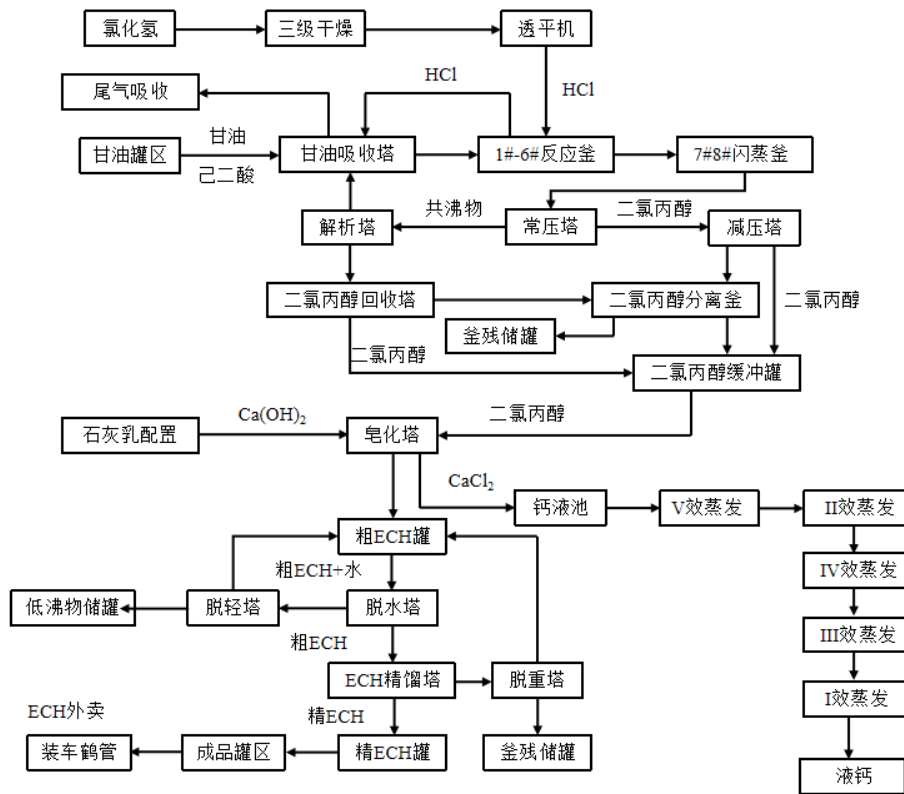 氯化氢
三级干燥
透平机
HCl
HCl
尾气吸收
甘油
甘油罐区
己二酸
甘油吸收塔
1#-6#反应釜
7#8#闪蒸釜
共沸物
二氯丙醇
解析塔
常压塔
减压塔
二氯丙醇回收塔
二氯丙醇分离釜
二氯丙醇
釜残储罐
二氯丙醇
二氯丙醇缓冲罐
二氯丙醇
Ca(OH)₂
石灰乳配置
皂化塔
CaCl₂
钙液池
V效蒸发
II效蒸发
粗ECH罐
粗ECH+水
IV效蒸发
低沸物储罐
脱轻塔
脱水塔
粗ECH
III效蒸发
ECH精馏塔
脱重塔
I效蒸发
ECH外卖
精ECH
装车鹤管
成品罐区
精ECH罐
釜残储罐
液钙